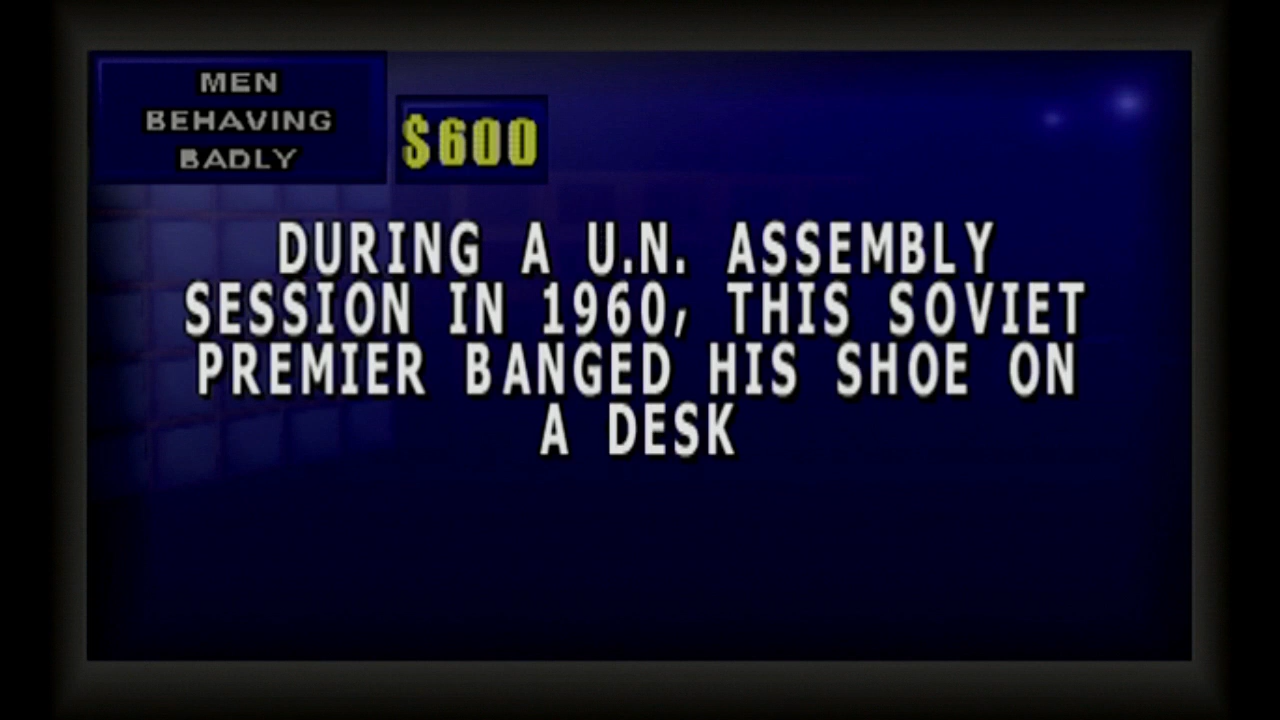 MEN
BEHAVING
BADLY
$600
DURING A U.N. ASSEMBLY
SESSION IN 1960, THIS SOVIET
PREMIER BANGED HIS SHOE ON
A DESK